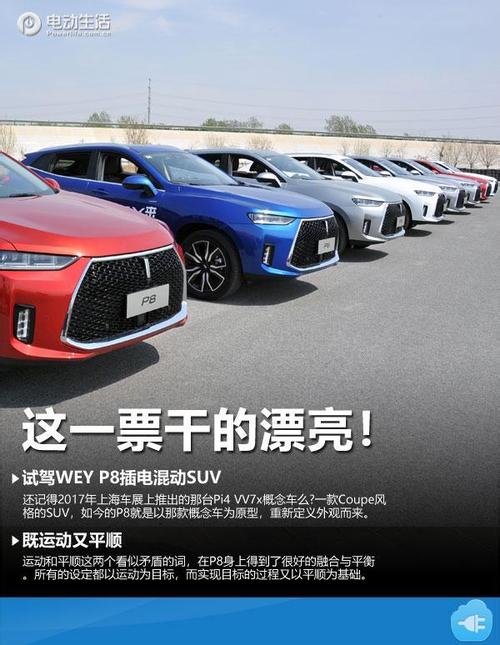 电动生活
Powerlife.com.cn
P8
P8
P8
这一票干的漂亮！
试驾WEY P8插电混动SUV
还记得2017年上海车展上推出的那台Pi4 VV7x概念车么?一款Coupe风
格的SUV，如今的P8就是以那款概念车为原型，重新定义外观而来。
既运动又平顺
运动和平顺这两个看似矛盾的词，在P8身上得到了很好的融合与平衡
。所有的设定都以运动为目标，而实现目标的过程又以平顺为基础。